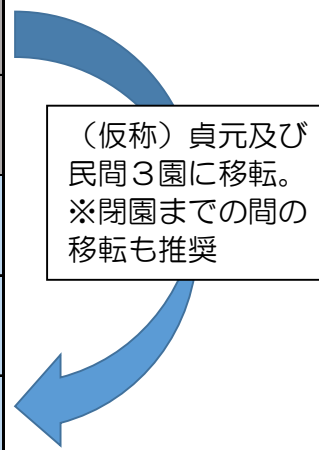 （仮称）貞元及び
民間３園に移転。
※閉園までの間の
移転も推奨